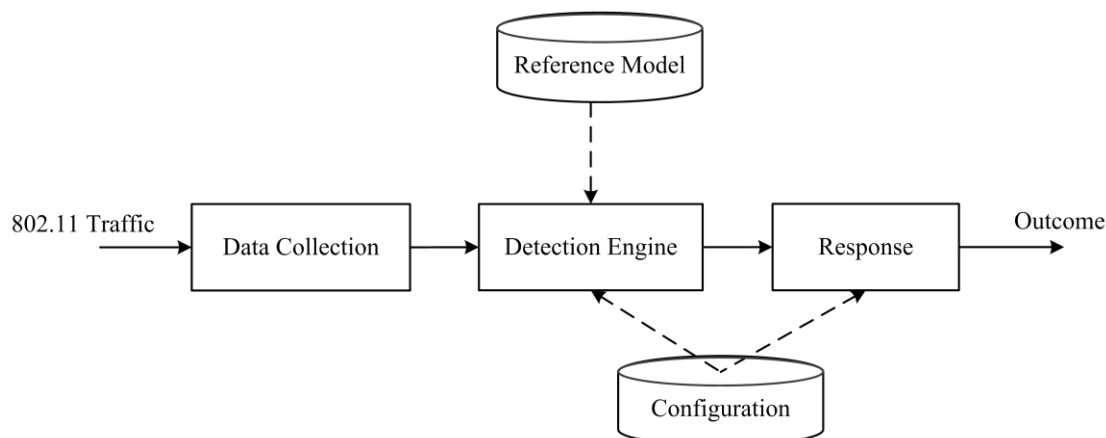 Reference Model
802.11 Traffic
Data Collection
Detection Engine
Response
Outcome
Configuration